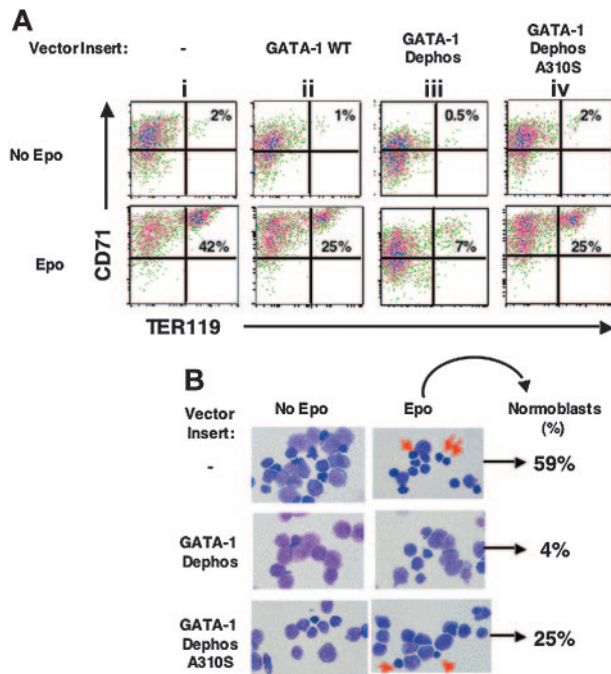 A
Vector Insert: - GATA-1 WT GATA-1 Dephos GATA-1 Dephos A310S
i ii iii iv
No Epo 2% 1% 0.5% 2%
CD71
Epo 42% 25% 7% 25%
TER119
B
Vector Insert: No Epo Epo Normoblasts (%)
- 59%
GATA-1 Dephos 4%
GATA-1 Dephos A310S 25%